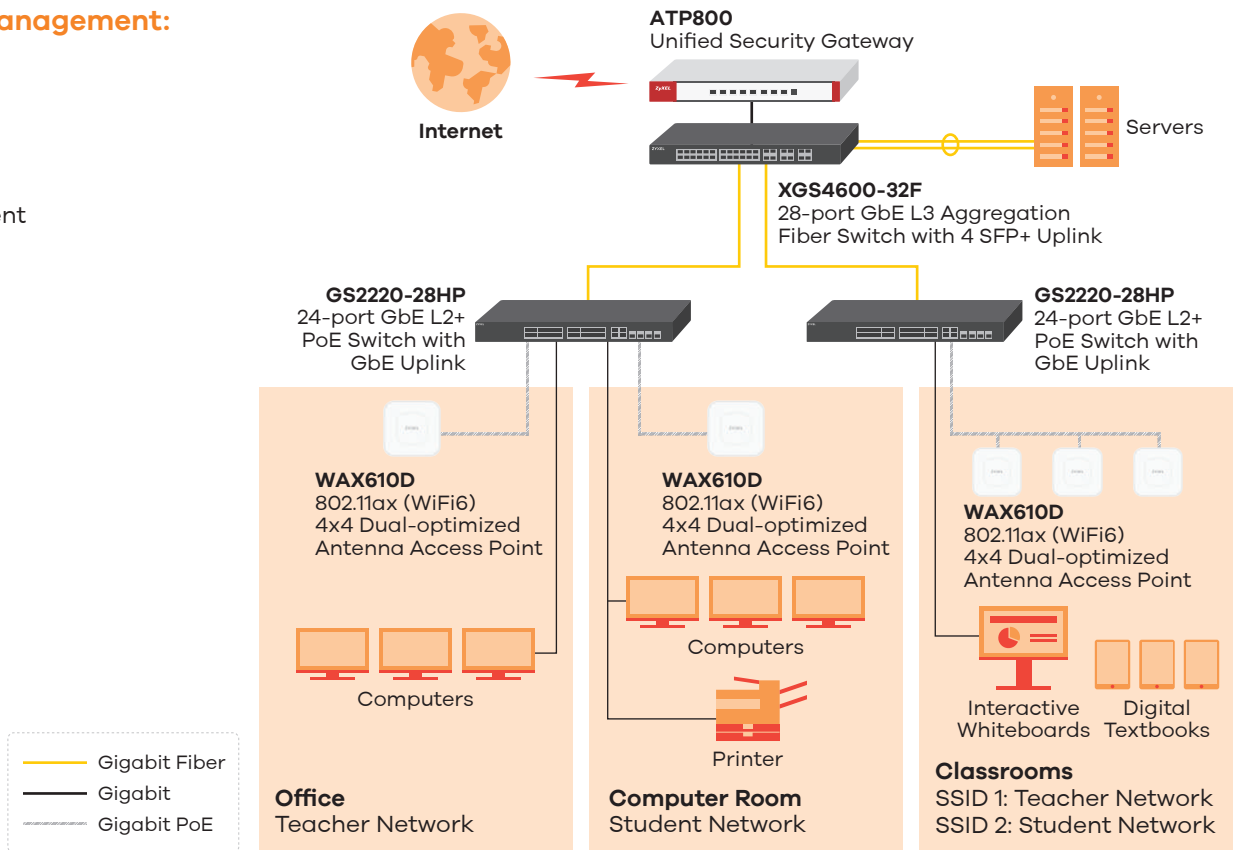 anagement:
ent
Internet
ATP800
Unified Security Gateway
ZYXEL
ZYXEL
Servers
XGS4600-32F
28-port GbE L3 Aggregation
Fiber Switch with 4 SFP+ Uplink
GS2220-28HP
24-port GbE L2+
PoE Switch with
GbE Uplink
GS2220-28HP
24-port GbE L2+
PoE Switch with
GbE Uplink
WAX610D
802.11ax (WiFi6)
4x4 Dual-optimized
Antenna Access Point
Computers
Office
Teacher Network
WAX610D
802.11ax (WiFi6)
4x4 Dual-optimized
Antenna Access Point
Computers
Printer
Computer Room
Student Network
WAX610D
802.11ax (WiFi6)
4x4 Dual-optimized
Antenna Access Point
Interactive
Whiteboards
Digital
Textbooks
Classrooms
SSID 1: Teacher Network
SSID 2: Student Network
Gigabit Fiber
Gigabit
Gigabit PoE